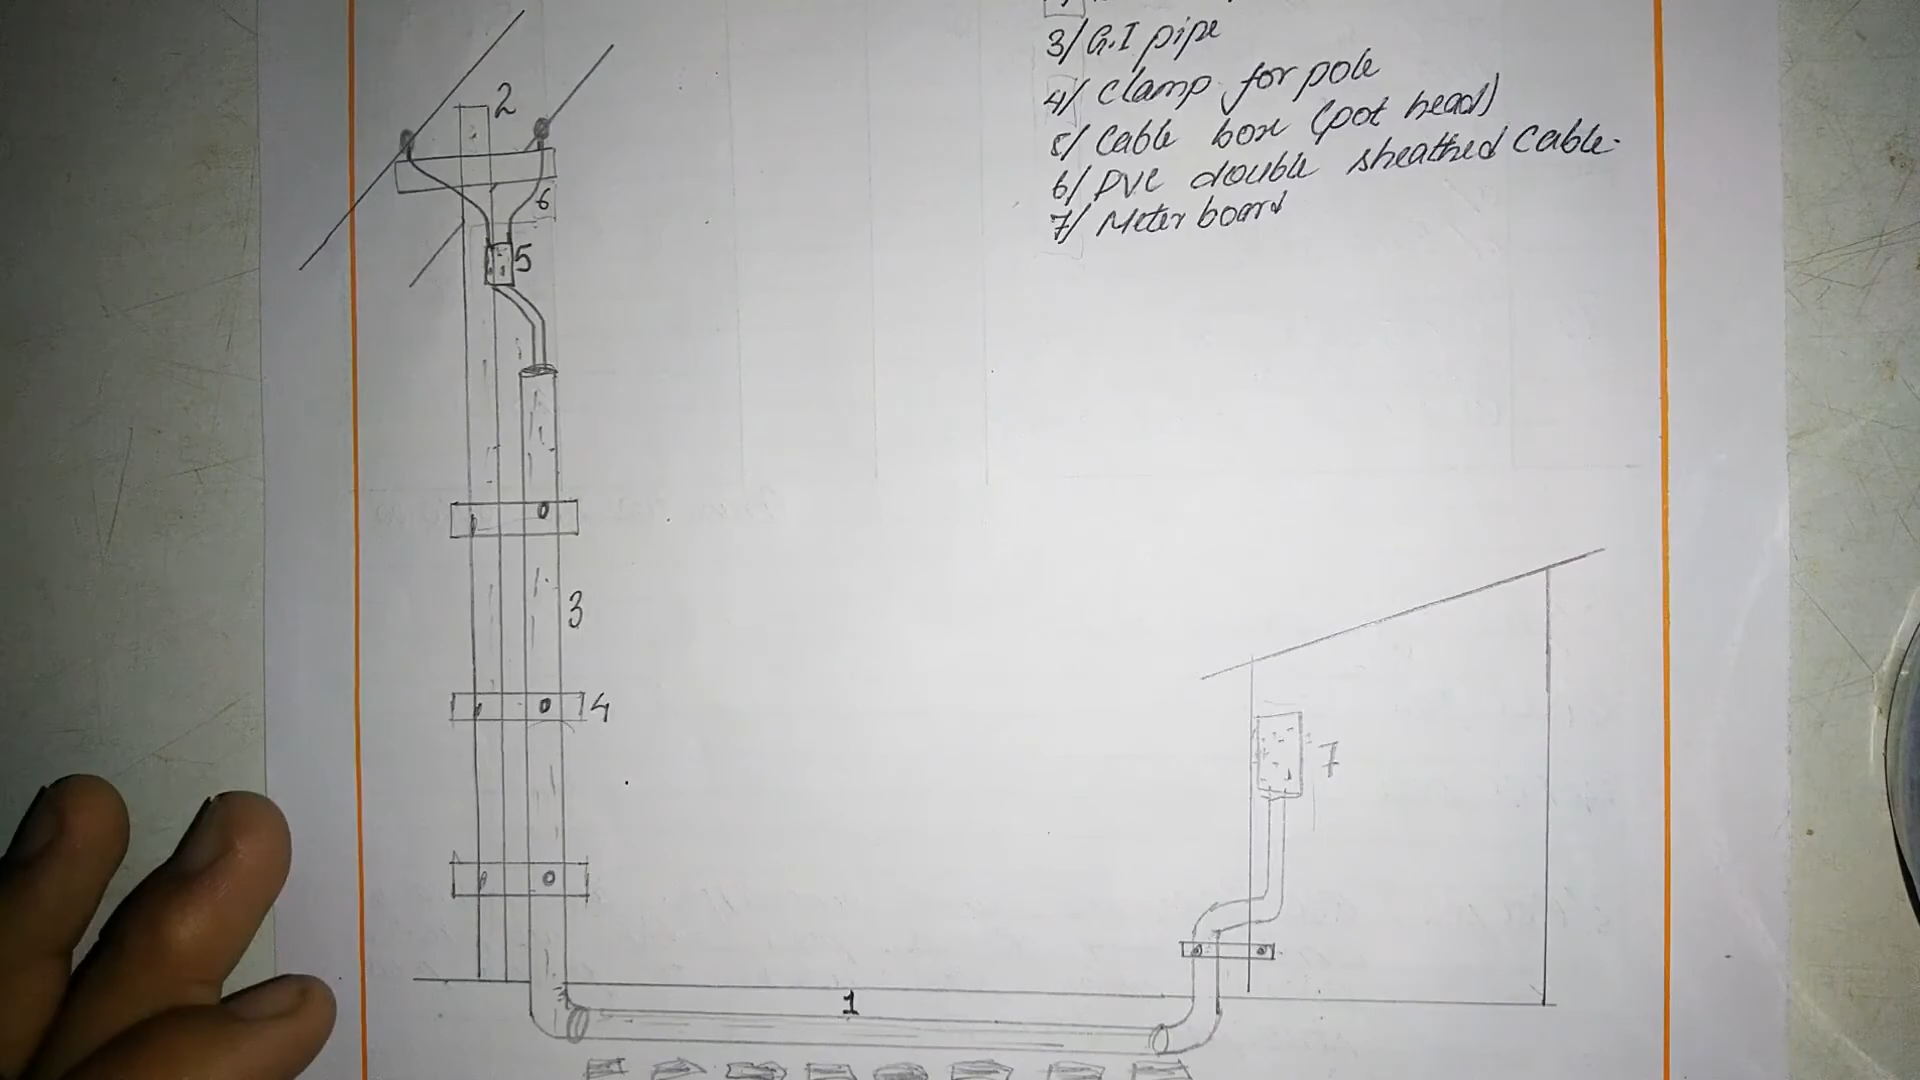 3/ G.I pipe
4/ Clamp for pole
5/ Cable box (pot head)
6/ PVC double sheathed Cable.
7/ Meter board
2
6
5
3
4
7
1